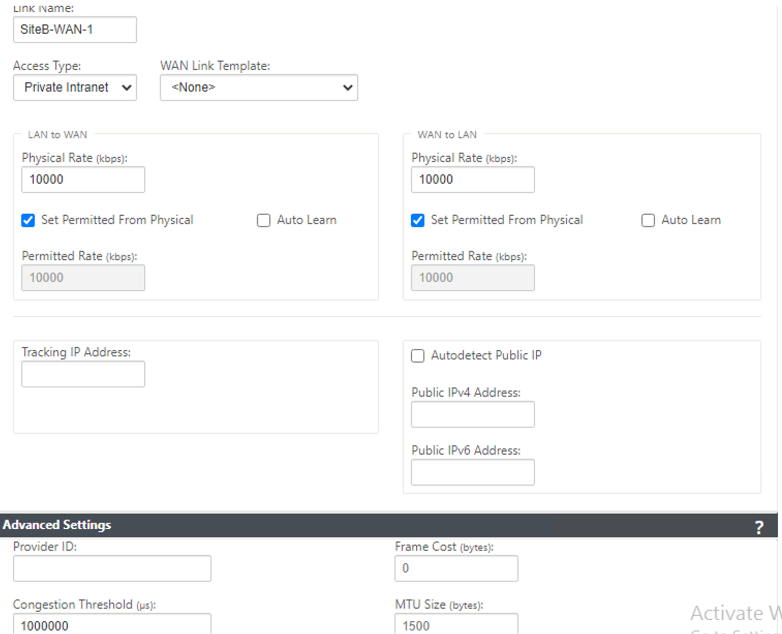 Link Name:
SiteB-WAN-1
Access Type: WAN Link Template:
Private Intranet <None>
LAN to WAN WAN to LAN
Physical Rate (kbps): Physical Rate (kbps):
10000 10000
Set Permitted From Physical Auto Learn Set Permitted From Physical Auto Learn
Permitted Rate (kbps): Permitted Rate (kbps):
10000 10000
Tracking IP Address: Autodetect Public IP
Public IPv4 Address:
Public IPv6 Address:
Advanced Settings ?
Provider ID: Frame Cost (bytes):
0
Congestion Threshold (µs): MTU Size (bytes):
1000000 1500
Activate W